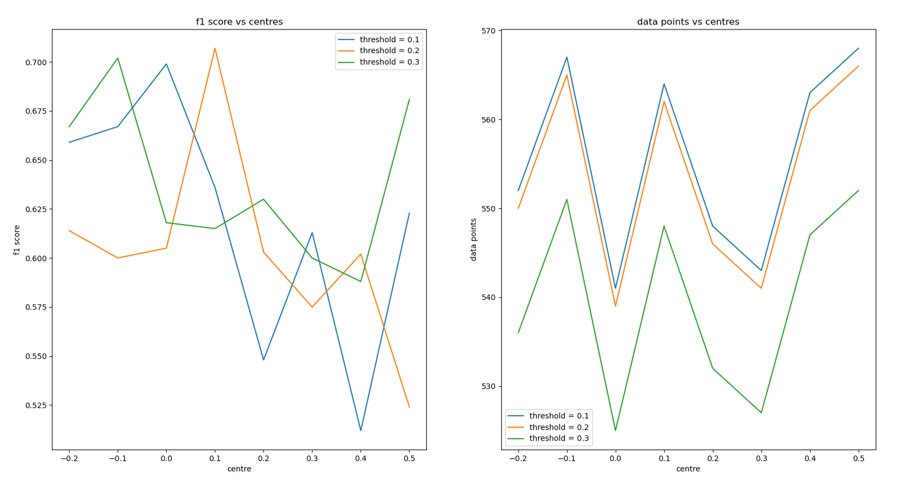 f1 score vs centres
threshold = 0.1
threshold = 0.2
threshold = 0.3
0.700
0.675
0.650
0.625
0.600
0.575
0.550
0.525
f1 score
−0.2 −0.1 0.0 0.1 0.2 0.3 0.4 0.5
centre
data points vs centres
570
560
550
540
530
data points
threshold = 0.1
threshold = 0.2
threshold = 0.3
−0.2 −0.1 0.0 0.1 0.2 0.3 0.4 0.5
centre